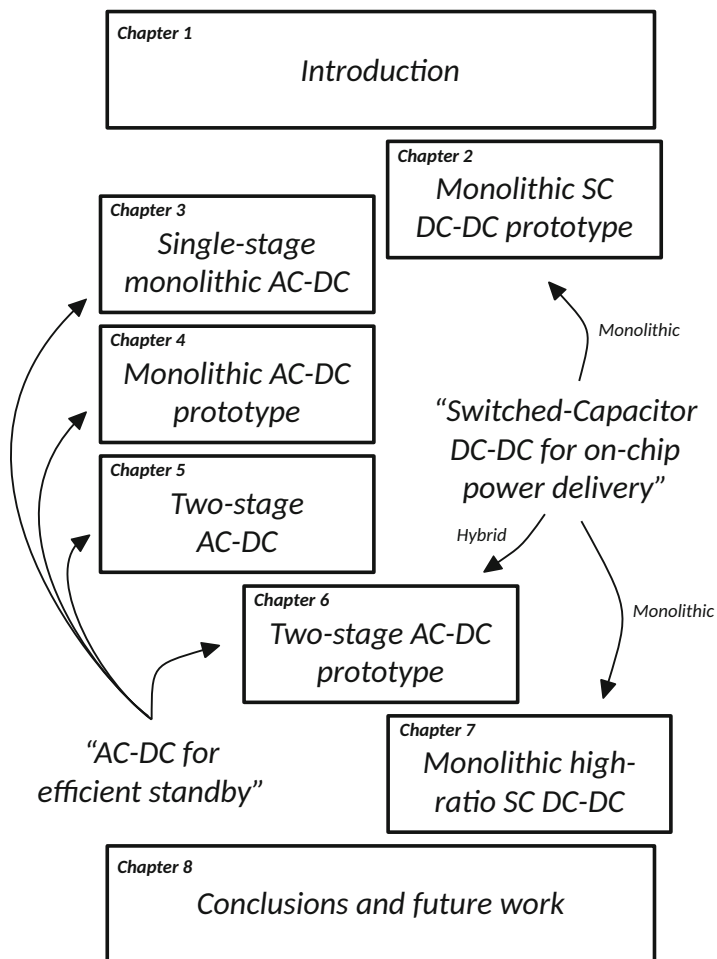 Chapter 1
Introduction
Chapter 2
Monolithic SC
DC-DC prototype
Chapter 3
Single-stage
monolithic AC-DC
Monolithic
Chapter 4
Monolithic AC-DC
prototype
“Switched-Capacitor
DC-DC for on-chip
power delivery”
Chapter 5
Two-stage
AC-DC
Hybrid
Monolithic
Chapter 6
Two-stage AC-DC
prototype
“AC-DC for
efficient standby”
Chapter 7
Monolithic high-
ratio SC DC-DC
Chapter 8
Conclusions and future work